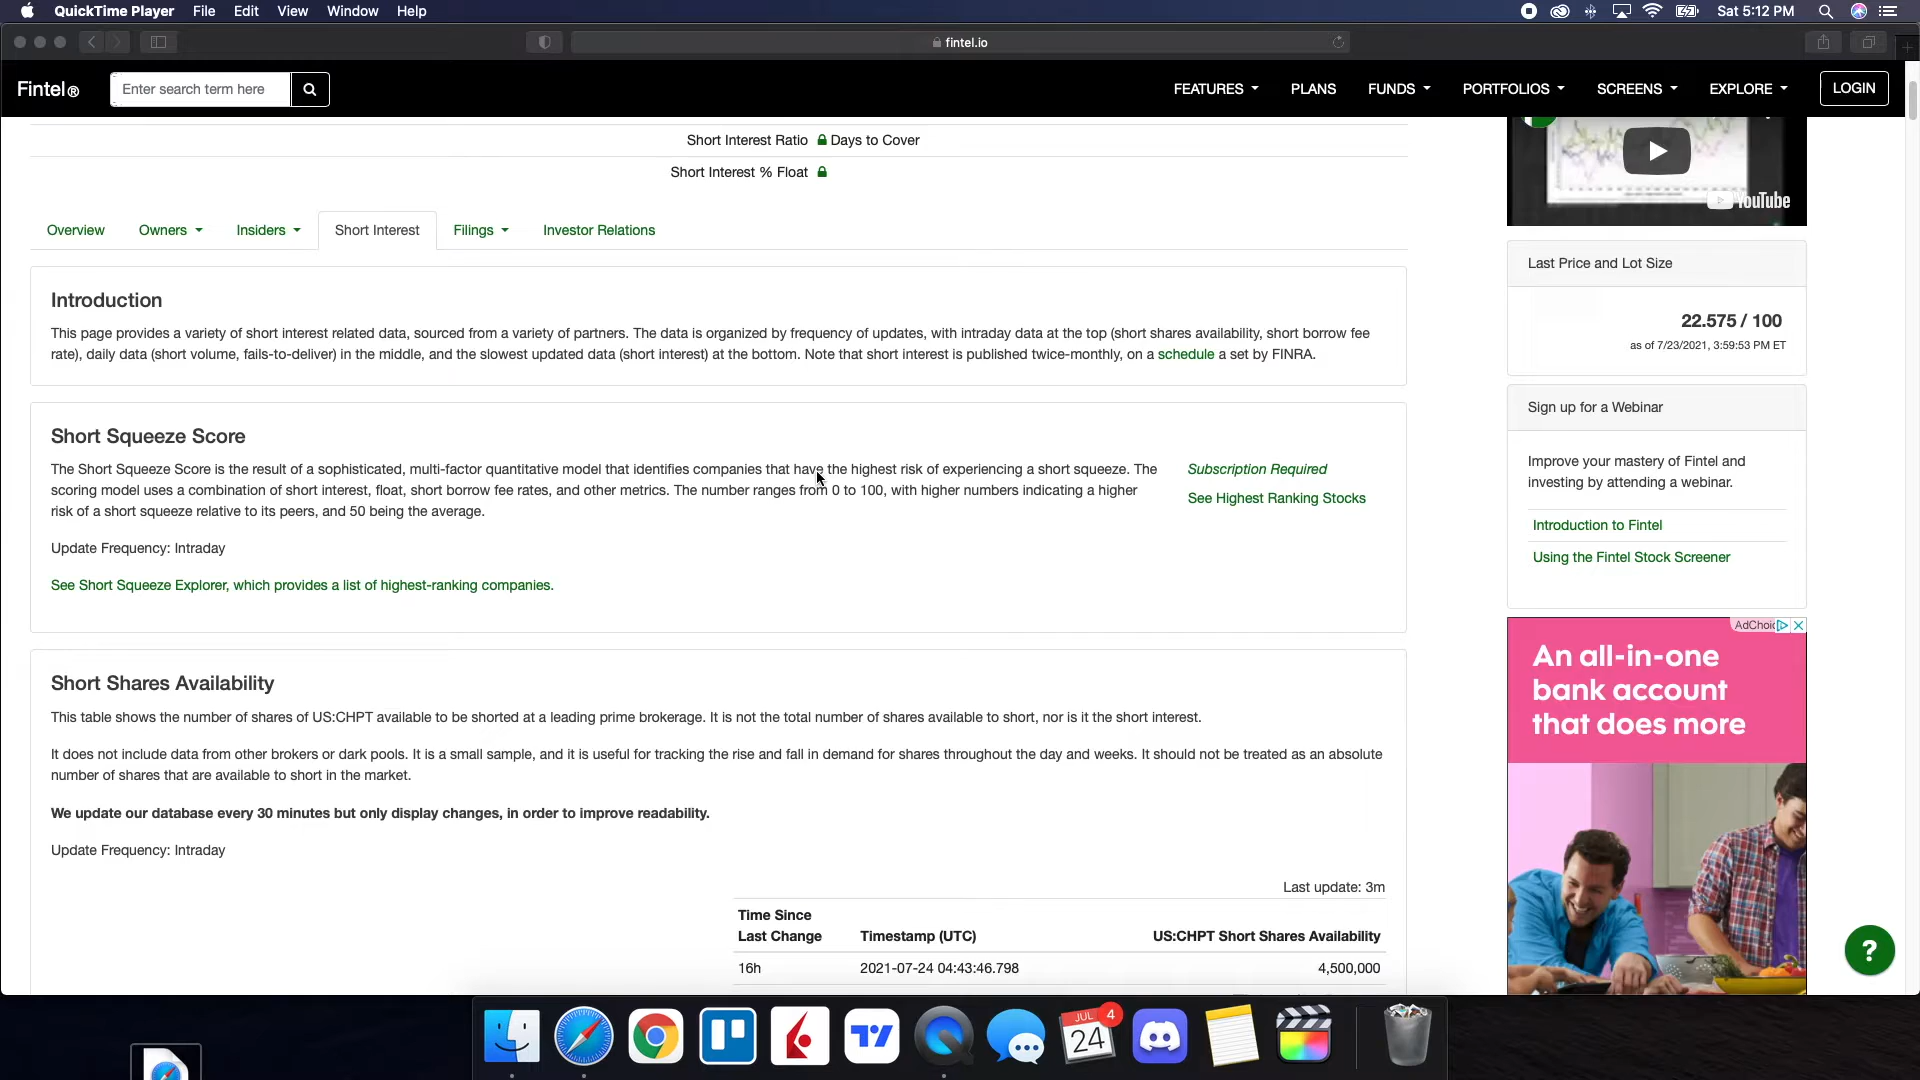 QuickTime Player File Edit View Window Help Sat 5:12 PM
fintel.io
Fintel® Enter search term here FEATURES PLANS FUNDS PORTFOLIOS SCREENS EXPLORE LOGIN
Short Interest Ratio Days to Cover
Short Interest % Float
YouTube
Overview Owners Insiders Short Interest Filings Investor Relations
Introduction
This page provides a variety of short interest related data, sourced from a variety of partners. The data is organized by frequency of updates, with intraday data at the top (short shares availability, short borrow fee
rate), daily data (short volume, fails-to-deliver) in the middle, and the slowest updated data (short interest) at the bottom. Note that short interest is published twice-monthly, on a schedule a set by FINRA.
Short Squeeze Score
The Short Squeeze Score is the result of a sophisticated, multi-factor quantitative model that identifies companies that have the highest risk of experiencing a short squeeze. The
scoring model uses a combination of short interest, float, short borrow fee rates, and other metrics. The number ranges from 0 to 100, with higher numbers indicating a higher
risk of a short squeeze relative to its peers, and 50 being the average.
Subscription Required
See Highest Ranking Stocks
Update Frequency: Intraday
See Short Squeeze Explorer, which provides a list of highest-ranking companies.
Short Shares Availability
This table shows the number of shares of US:CHPT available to be shorted at a leading prime brokerage. It is not the total number of shares available to short, nor is it the short interest.
It does not include data from other brokers or dark pools. It is a small sample, and it is useful for tracking the rise and fall in demand for shares throughout the day and weeks. It should not be treated as an absolute
number of shares that are available to short in the market.
We update our database every 30 minutes but only display changes, in order to improve readability.
Update Frequency: Intraday
Last update: 3m
Time Since
Last Change Timestamp (UTC) US:CHPT Short Shares Availability
16h 2021-07-24 04:43:46.798 4,500,000
Last Price and Lot Size
22.575 / 100
as of 7/23/2021, 3:59:53 PM ET
Sign up for a Webinar
Improve your mastery of Fintel and
investing by attending a webinar.
Introduction to Fintel
Using the Fintel Stock Screener
AdChoic
An all-in-one
bank account
that does more
?
JUL 4
24